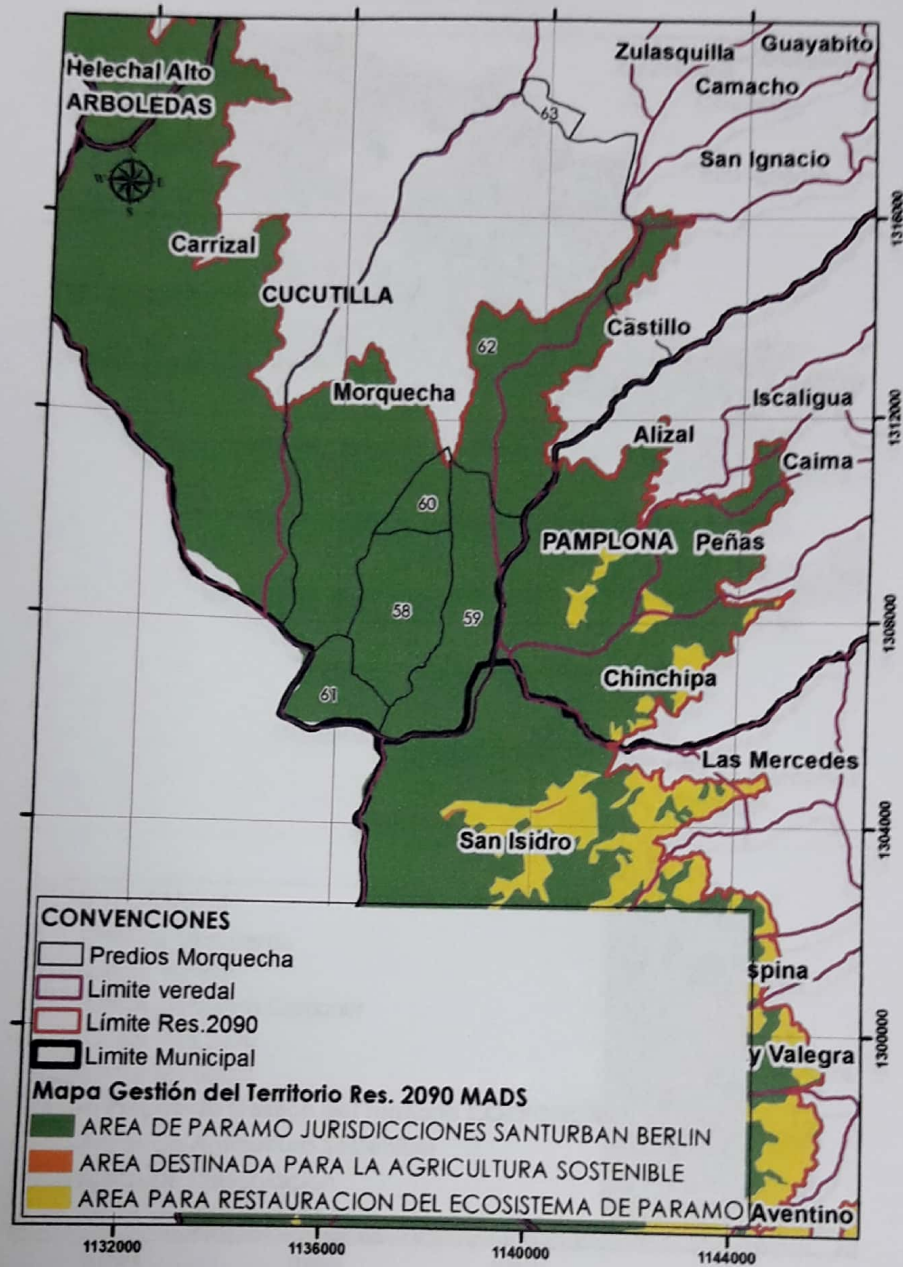 Zulasquilla Guayabito
Helechal Alto
ARBOLEDAS
Camacho
63
San Ignacio
W E
S
1316000
Carrizal
CUCUTILLA
Castillo
62
Morquecha
Iscaligua
1312000
Alizal
Caima
60
PAMPLONA Peñas
58
59
1308000
Chinchipa
61
Las Mercedes
San Isidro
1304000
CONVENCIONES
Predios Morquecha
Limite veredal
Límite Res.2090
Limite Municipal
spina
1300000
y Valegra
Mapa Gestión del Territorio Res. 2090 MADS
AREA DE PARAMO JURISDICCIONES SANTURBAN BERLIN
AREA DESTINADA PARA LA AGRICULTURA SOSTENIBLE
AREA PARA RESTAURACION DEL ECOSISTEMA DE PARAMO
Aventino
1132000 1136000 1140000 1144000